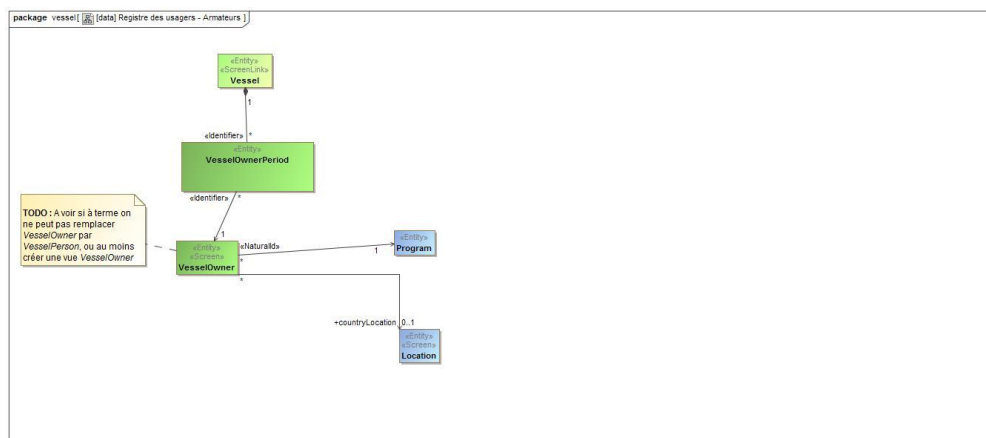 package vessel[ [data] Registre des usagers - Armateurs ]
«Entity»
«ScreenLink»
Vessel
1
«Identifier» *
«Entity»
VesselOwnerPeriod
«Identifier» *
1
TODO : A voir si à terme on
ne peut pas remplacer
VesselOwner par
VesselPerson, ou au moins
créer une vue VesselOwner
«Entity»
«Screen»
VesselOwner
«NaturalId»
*
*
1
«Entity»
Program
+countryLocation 0..1
«Entity»
«Screen»
Location